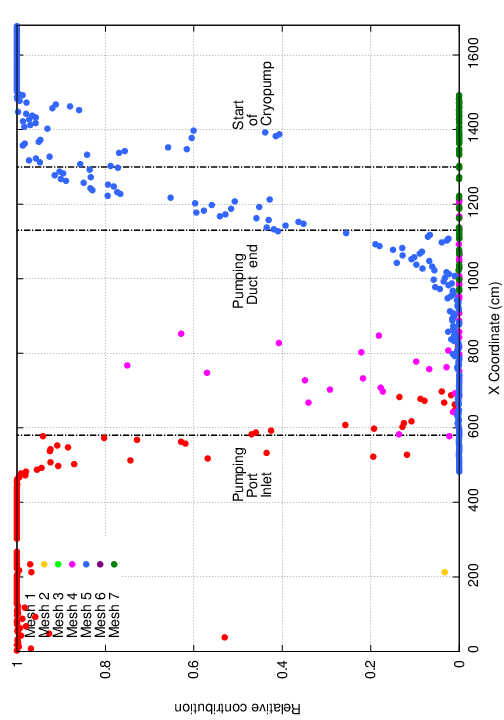 Relative contribution
1
0.8
0.6
0.4
0.2
0
0
200
400
600
800
1000
1200
1400
1600
X Coordinate (cm)
Mesh 1
Mesh 2
Mesh 3
Mesh 4
Mesh 5
Mesh 6
Mesh 7
Pumping
Port
Inlet
Pumping
Duct end
Start
of
Cryopump